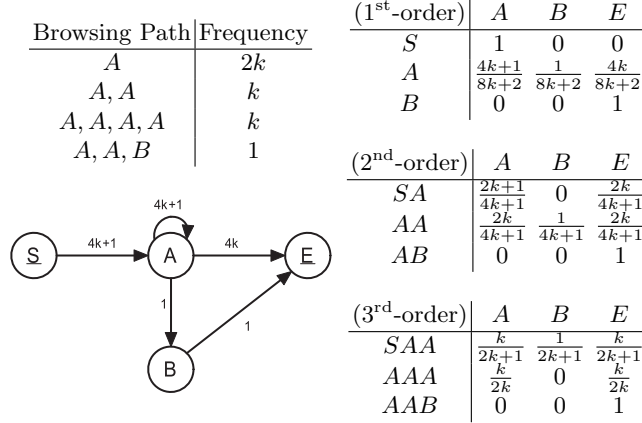 Browsing Path Frequency
A 2k
A, A k
A, A, A, A k
A, A, B 1
S 4k+1 A 4k+1 4k E
1 1
B
(1st-order) A B E
S 1 0 0
A 4k+1/8k+2 1/8k+2 4k/8k+2
B 0 0 1
(2nd-order) A B E
SA 2k+1/4k+1 0 2k/4k+1
AA 2k/4k+1 1/4k+1 2k/4k+1
AB 0 0 1
(3rd-order) A B E
SAA k/2k+1 1/2k+1 k/2k+1
AAA k/2k 0 k/2k
AAB 0 0 1